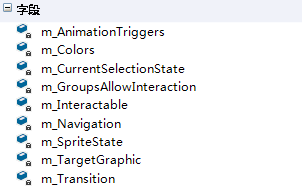 字段
m_AnimationTriggers
m_Colors
m_CurrentSelectionState
m_GroupsAllowInteraction
m_Interactable
m_Navigation
m_SpriteState
m_TargetGraphic
m_Transition